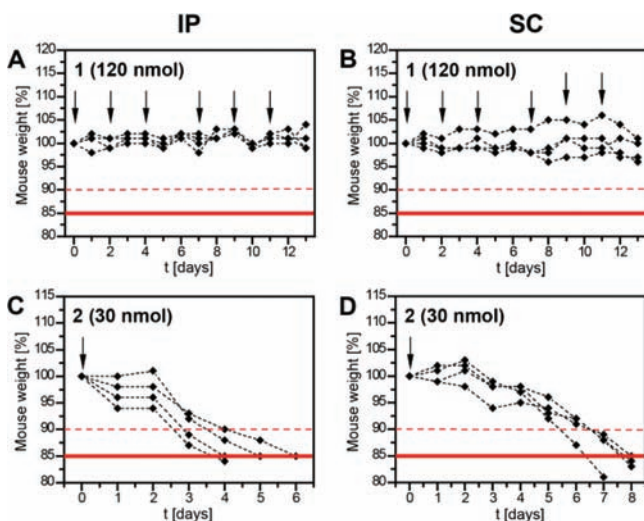 IP
SC
A
1 (120 nmol)
Mouse weight [%]
120
115
110
105
100
95
90
85
80
0 2 4 6 8 10 12
t [days]
B
1 (120 nmol)
Mouse weight [%]
120
115
110
105
100
95
90
85
80
0 2 4 6 8 10 12
t [days]
C
2 (30 nmol)
Mouse weight [%]
115
110
105
100
95
90
85
80
0 1 2 3 4 5 6
t [days]
D
2 (30 nmol)
Mouse weight [%]
115
110
105
100
95
90
85
80
0 1 2 3 4 5 6 7 8
t [days]